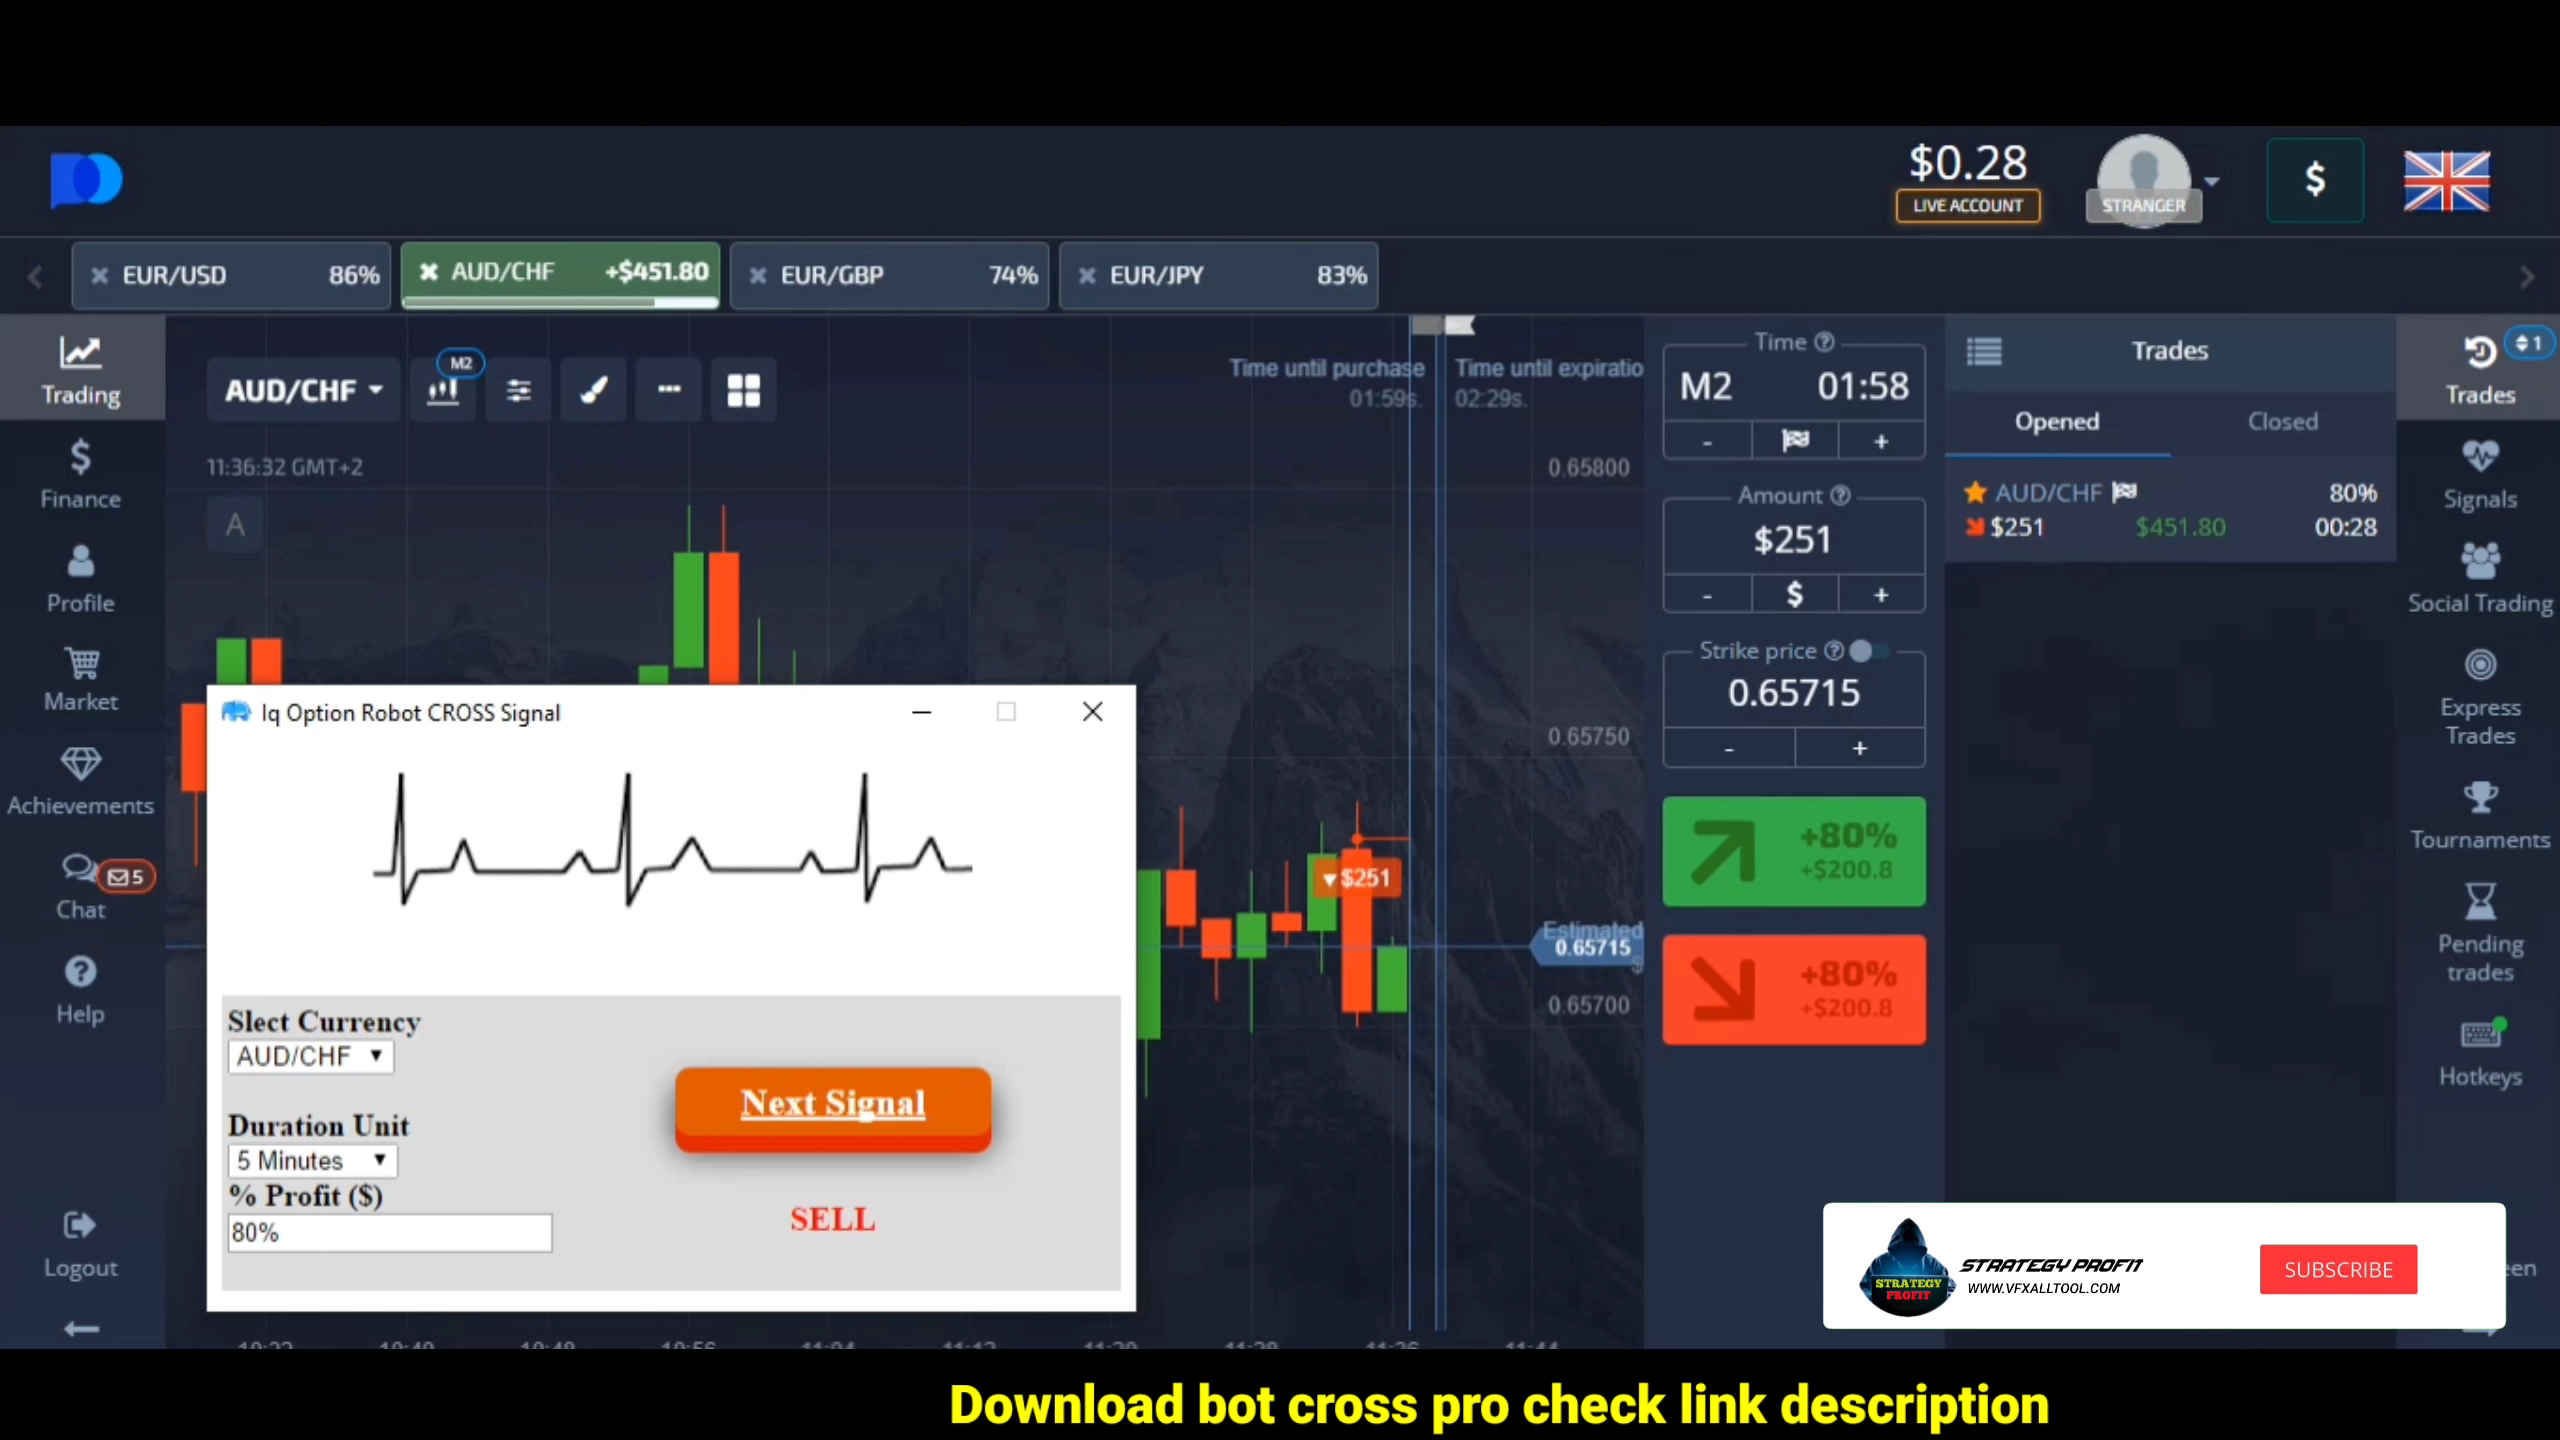 $0.28
LIVE ACCOUNT
STRANGER
$
EUR/USD 86%
AUD/CHF +$451.80
EUR/GBP 74%
EUR/JPY 83%
Trading
Finance
Profile
Market
Achievements
5
Chat
Help
Logout
AUD/CHF
M2
11:36:32 GMT+2
A
Time until purchase
01:59s.
Time until expiratio
02:29s.
0.65800
0.65750
Estimated
0.65715
0.65700
$251
Time
M2 01:58
- +
Amount
$251
- $ +
Strike price
0.65715
- +
+80%
+$200.8
+80%
+$200.8
Trades
Opened Closed
AUD/CHF 80%
$251 $451.80 00:28
1
Trades
Signals
Social Trading
Express
Trades
Tournaments
Pending
trades
Hotkeys
een
Iq Option Robot CROSS Signal
Slect Currency
AUD/CHF
Duration Unit
5 Minutes
% Profit ($)
80%
Next Signal
SELL
STRATEGY
PROFIT
STRATEGY PROFIT
WWW.VFXALLTOOL.COM
SUBSCRIBE
Download bot cross pro check link description